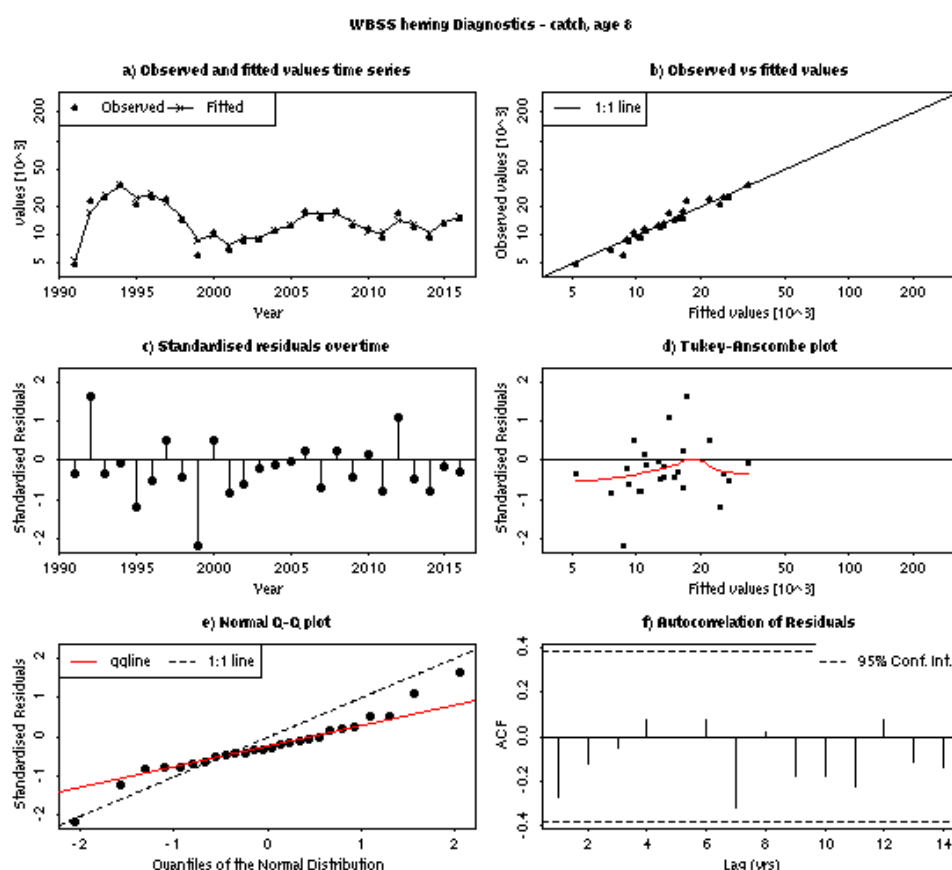 WBSS herring Diagnostics - catch, age 8
a) Observed and fitted values time series
Observed Fitted
values [10^3]
200
50
20
10
5
1990 1995 2000 2005 2010 2015
Year
b) Observed vs fitted values
1:1 line
Observed values [10^3]
200
50
20
10
5
5 10 20 50 100 200
Fitted values [10^3]
c) Standardised residuals over time
Standardised Residuals
2
1
0
-1
-2
1990 1995 2000 2005 2010 2015
Year
d) Tukey-Anscombe plot
Standardised Residuals
2
1
0
-1
-2
5 10 20 50 100 200
Fitted values [10^3]
e) Normal Q-Q plot
qqline 1:1 line
Standardised Residuals
2
1
0
-1
-2
-2 -1 0 1 2
Quantiles of the Normal Distribution
f) Autocorrelation of Residuals
95% Conf. Int.
ACF
0.4
0.2
0.0
-0.2
-0.4
2 4 6 8 10 12 14
Lag (yrs)